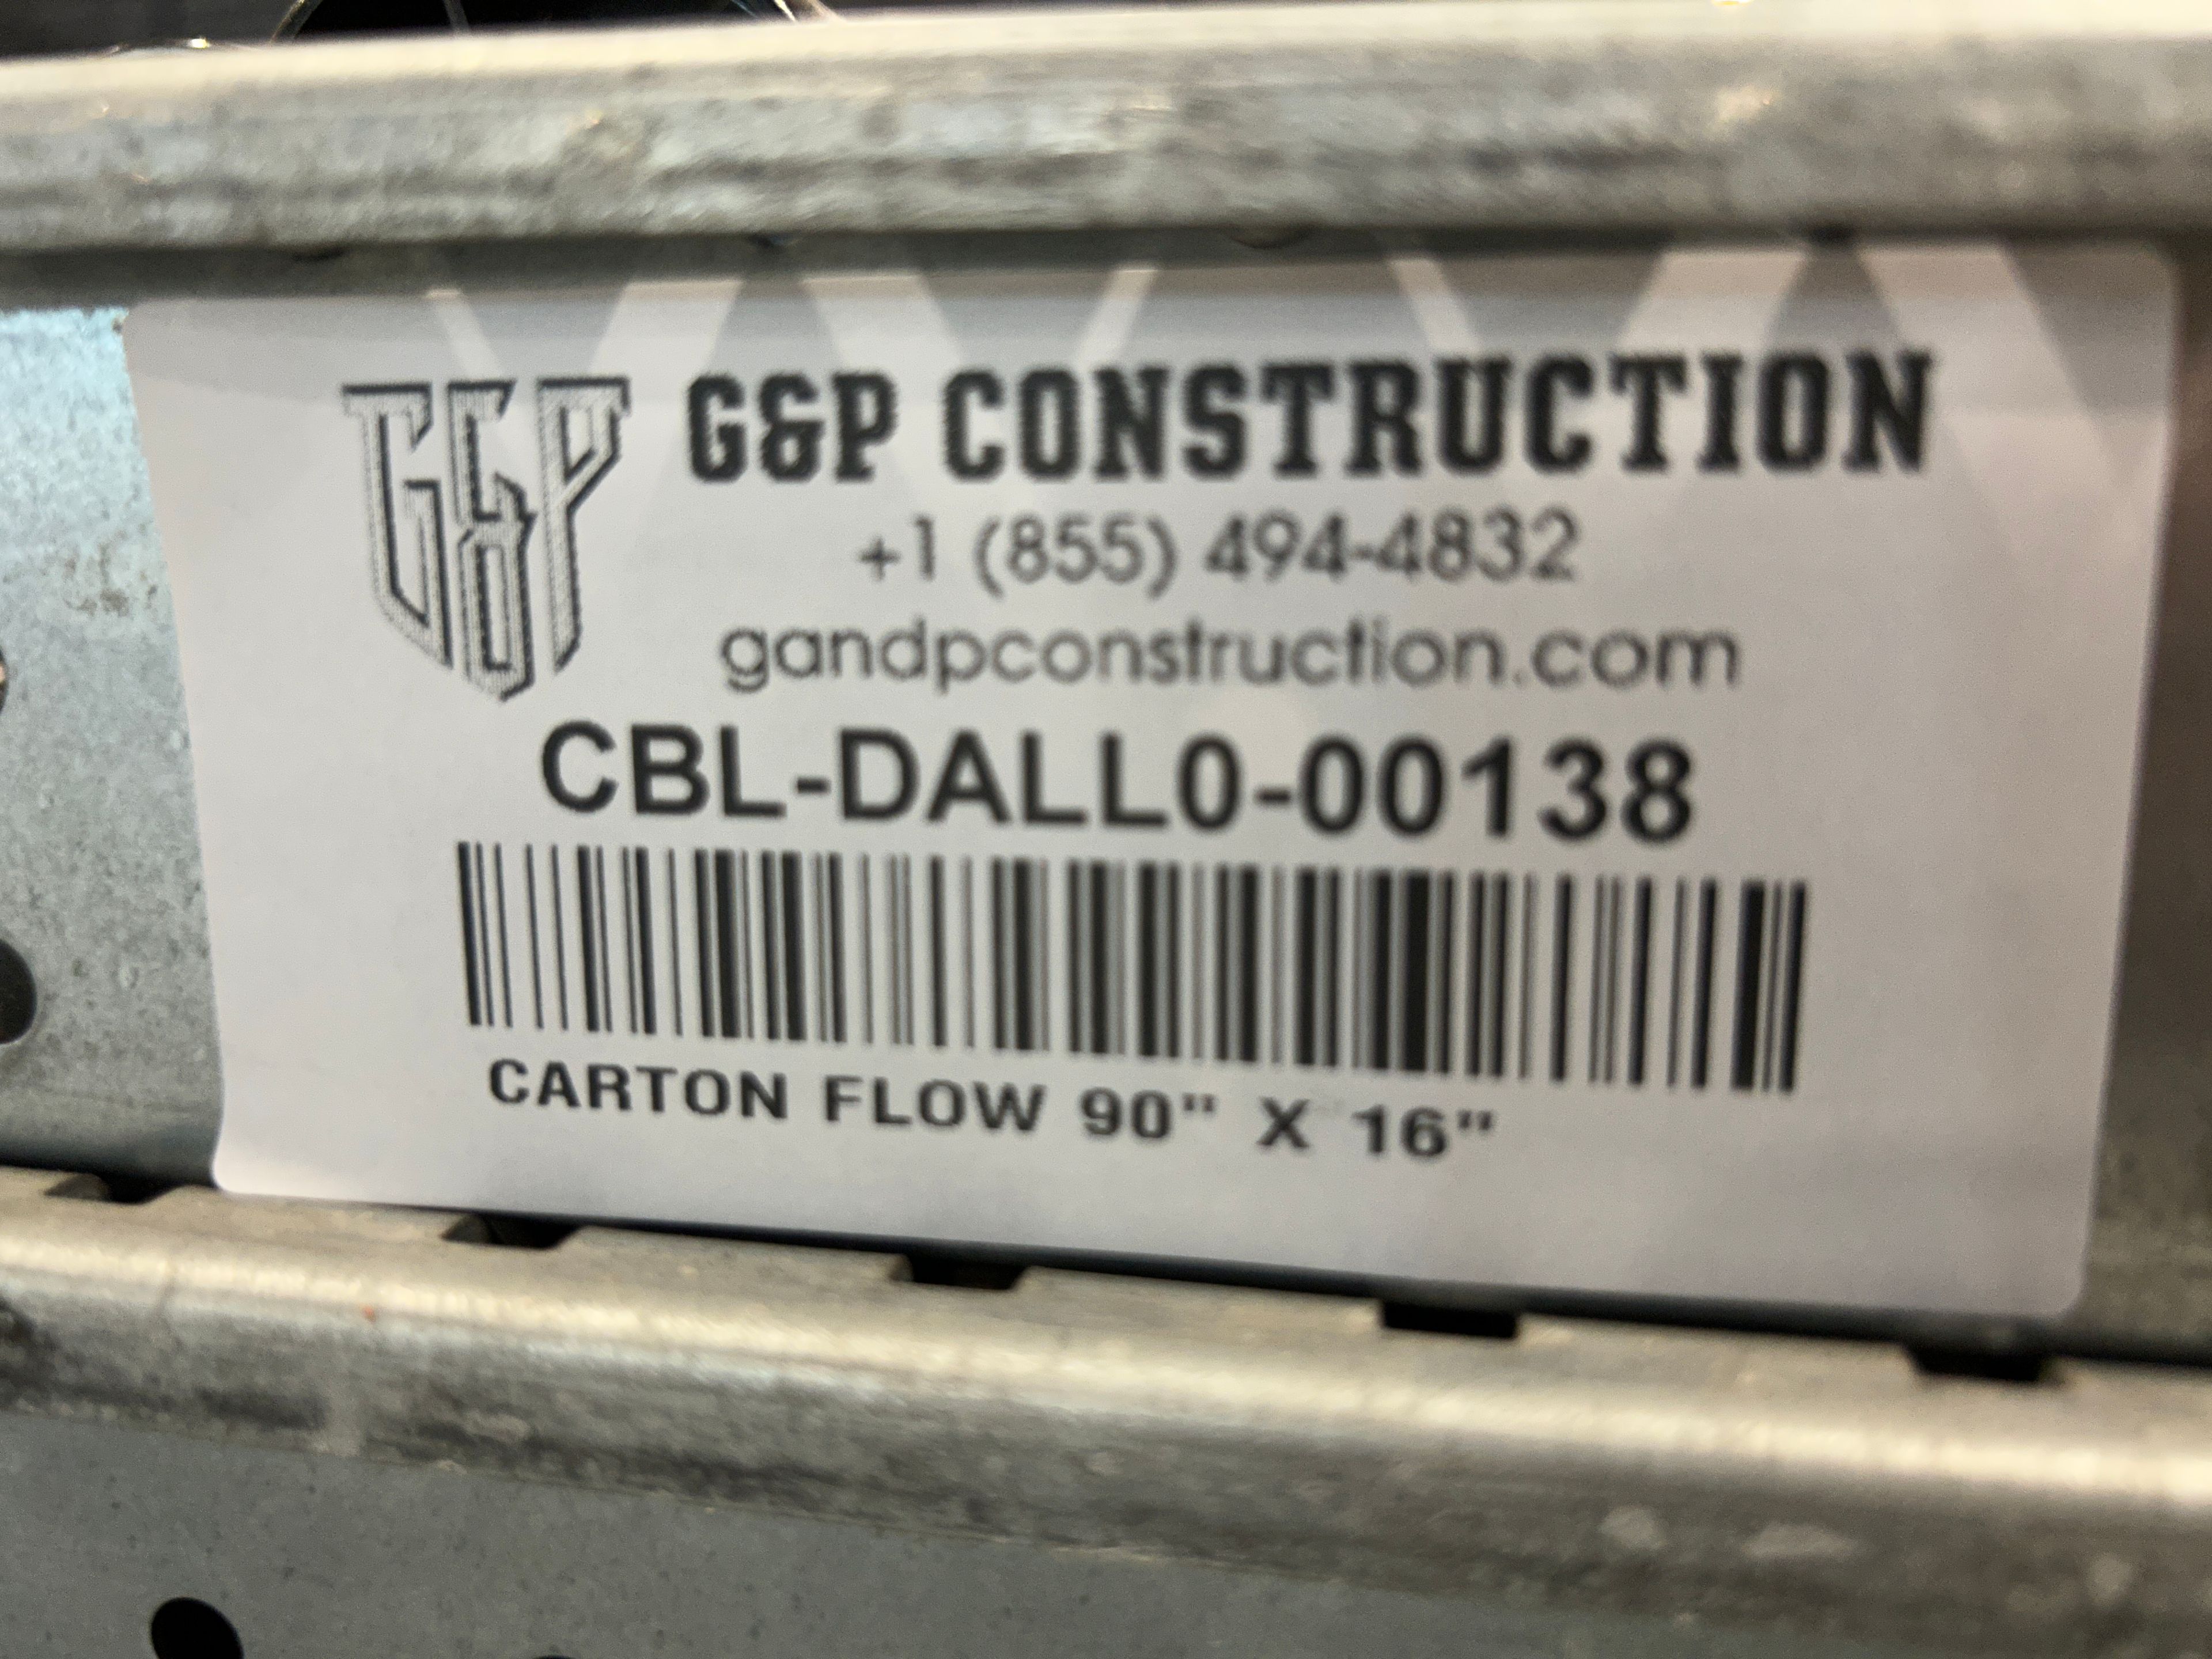 G&P G&P CONSTRUCTION
+1 (855) 494-4832
gandpconstruction.com
CBL-DALL0-00138
CARTON FLOW 90" X 16"